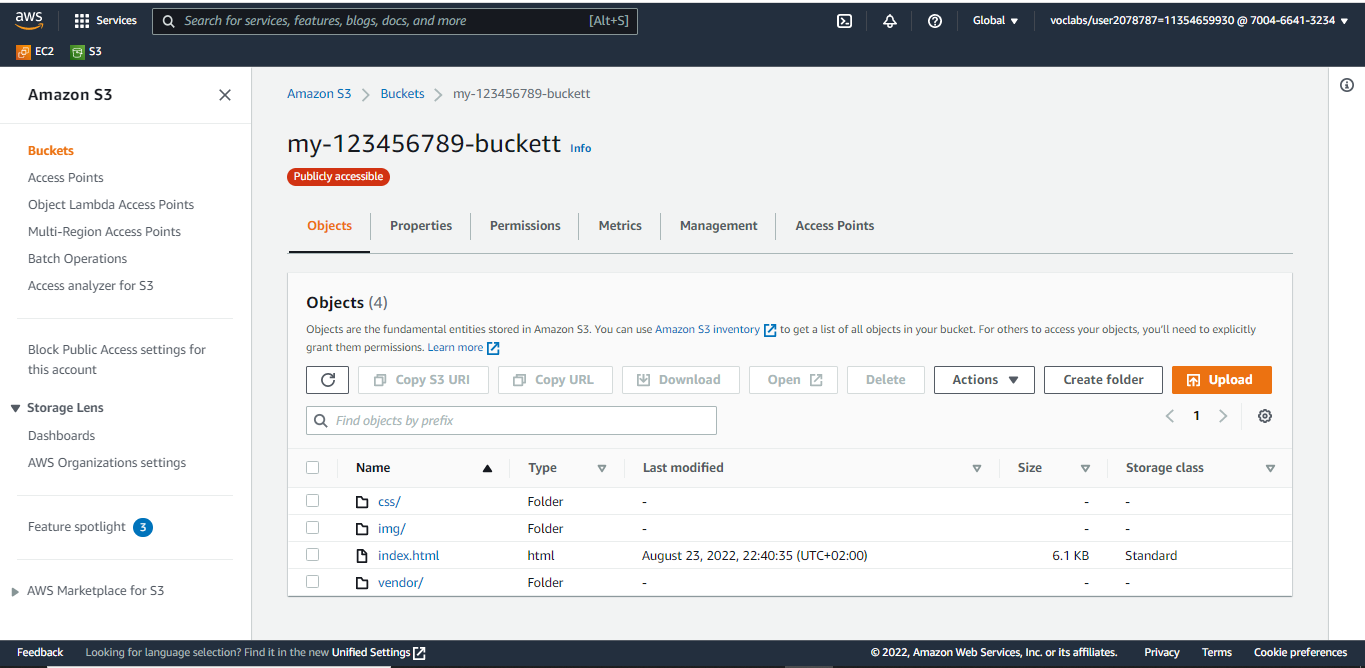 aws Services Search for services, features, blogs, docs, and more [Alt+S] Global voclabs/user2078787=11354659930 @ 7004-6641-3234
EC2 S3
Amazon S3
Buckets
Access Points
Object Lambda Access Points
Multi-Region Access Points
Batch Operations
Access analyzer for S3
Block Public Access settings for
this account
Storage Lens
Dashboards
AWS Organizations settings
Feature spotlight 3
AWS Marketplace for S3
Amazon S3 Buckets my-123456789-buckett
my-123456789-buckett Info
Publicly accessible
Objects Properties Permissions Metrics Management Access Points
Objects (4)
Objects are the fundamental entities stored in Amazon S3. You can use Amazon S3 inventory to get a list of all objects in your bucket. For others to access your objects, you'll need to explicitly
grant them permissions. Learn more
Copy S3 URI Copy URL Download Open Delete Actions Create folder Upload
Find objects by prefix 1
Name Type Last modified Size Storage class
css/ Folder - - -
img/ Folder - - -
index.html html August 23, 2022, 22:40:35 (UTC+02:00) 6.1 KB Standard
vendor/ Folder - - -
Feedback Looking for language selection? Find it in the new Unified Settings © 2022, Amazon Web Services, Inc. or its affiliates. Privacy Terms Cookie preferences